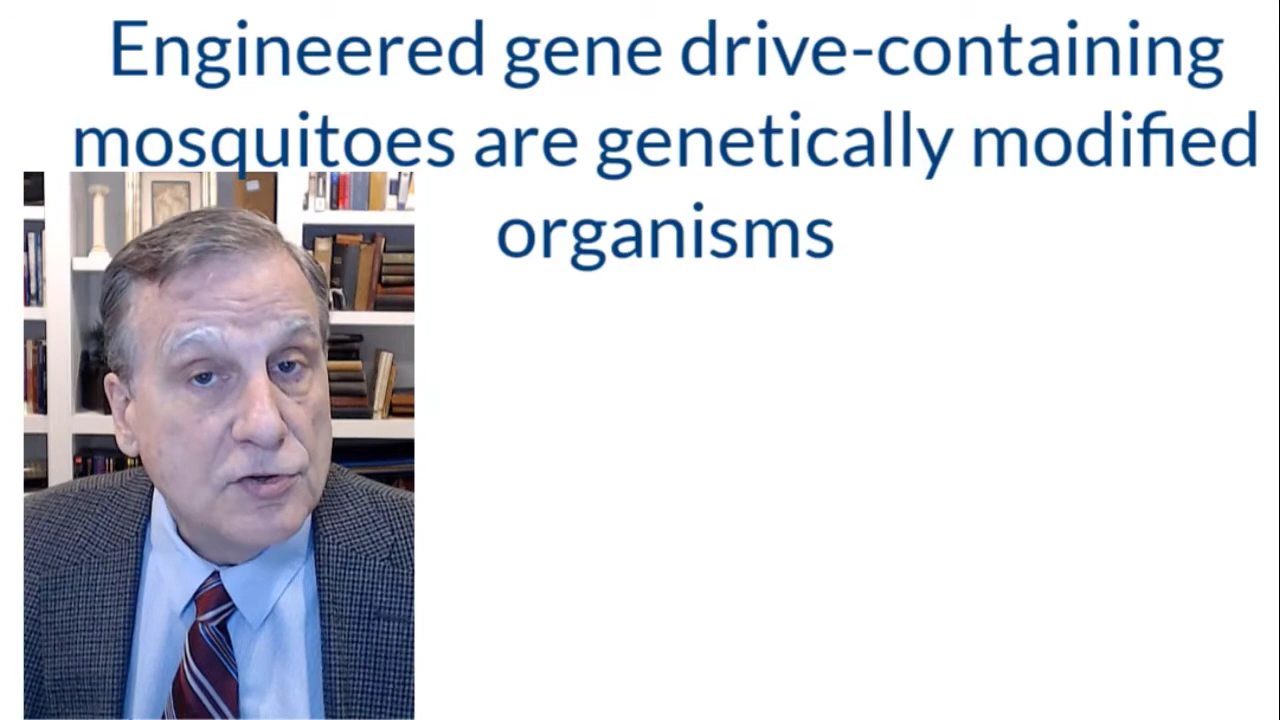 Engineered gene drive-containing
mosquitoes are genetically modified
organisms